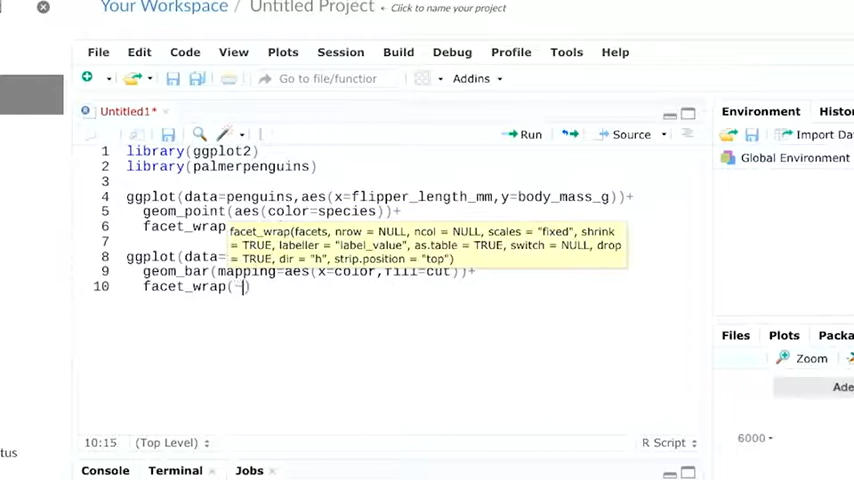 Your Workspace / Untitled Project Click to name your project
File Edit Code View Plots Session Build Debug Profile Tools Help
Go to file/functior Addins
Untitled1*
Run Source
1 library(ggplot2)
2 library(palmerpenguins)
3
4 ggplot(data=penguins,aes(x=flipper_length_mm,y=body_mass_g))+
5 geom_point(aes(color=species))+
6 facet_wrap
facet_wrap(facets, nrow = NULL, ncol = NULL, scales = "fixed", shrink
= TRUE, labeller = "label_value", as.table = TRUE, switch = NULL, drop
= TRUE, dir = "h", strip.position = "top")
7
8 ggplot(data=
9 geom_bar(mapping=aes(x=color,fill=cut))+
10 facet_wrap(~)
10:15 (Top Level) R Script
Console Terminal Jobs
Environment Histor
Import Da
Global Environment
Files Plots Packa
Zoom
Ade
6000
tus